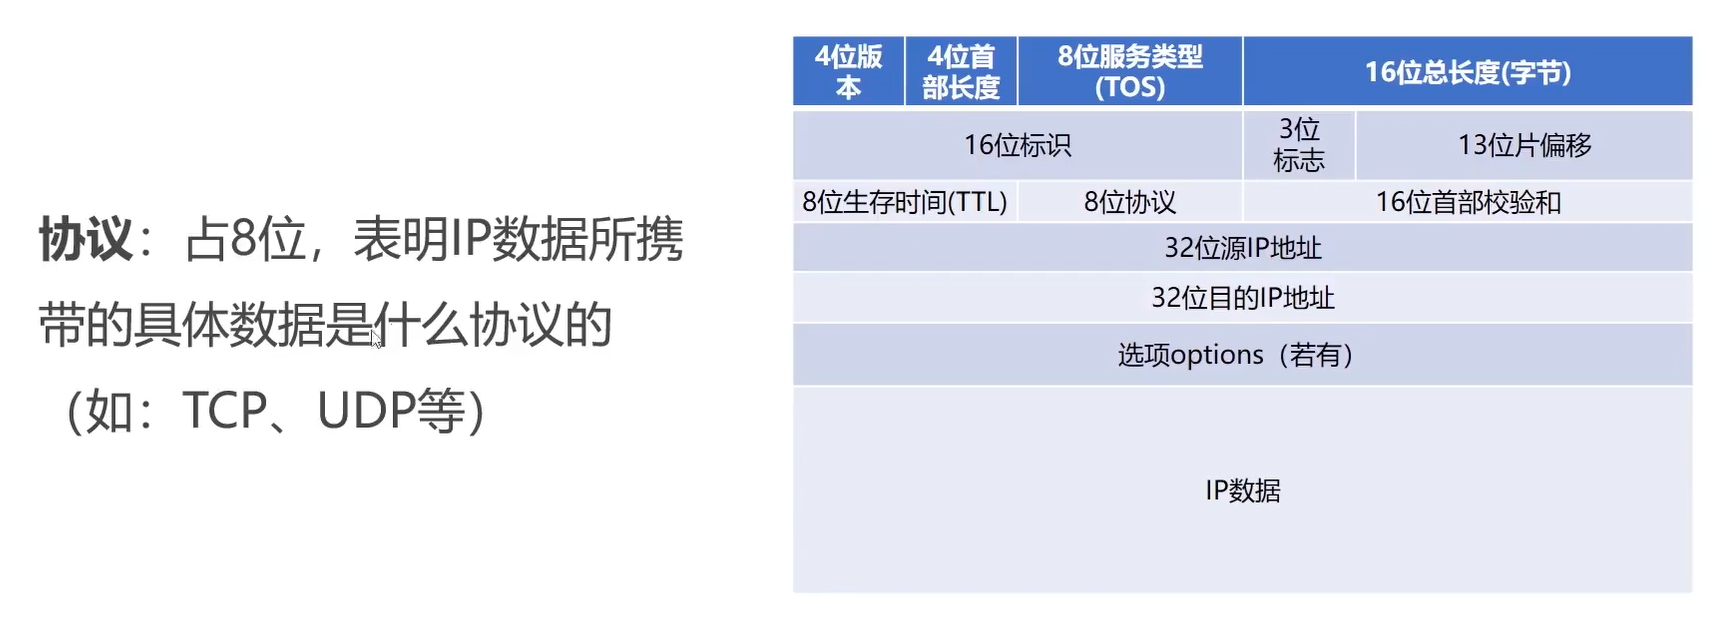 协议：占8位，表明IP数据所携
带的具体数据是什么协议的
（如：TCP、UDP等）
4位版
本
4位首
部长度
8位服务类型
(TOS)
16位总长度(字节)
16位标识
3位
标志
13位片偏移
8位生存时间(TTL)
8位协议
16位首部校验和
32位源IP地址
32位目的IP地址
选项options（若有）
IP数据